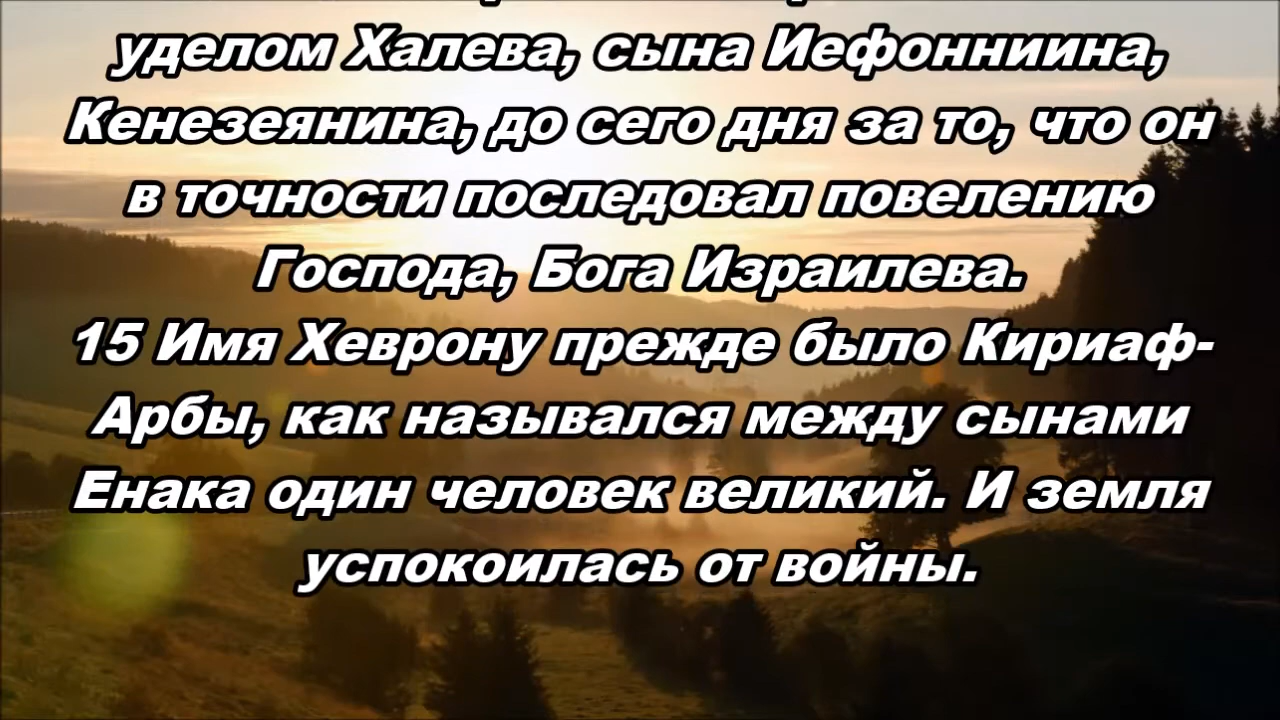 уделом Халева, сына Иефонниина,
Кенезеянина, до сего дня за то, что он
в точности последовал повелению
Господа, Бога Израилева.
15 Имя Хеврону прежде было Кириаф-
Арбы, как назывался между сынами
Енака один человек великий. И земля
успокоилась от войны.